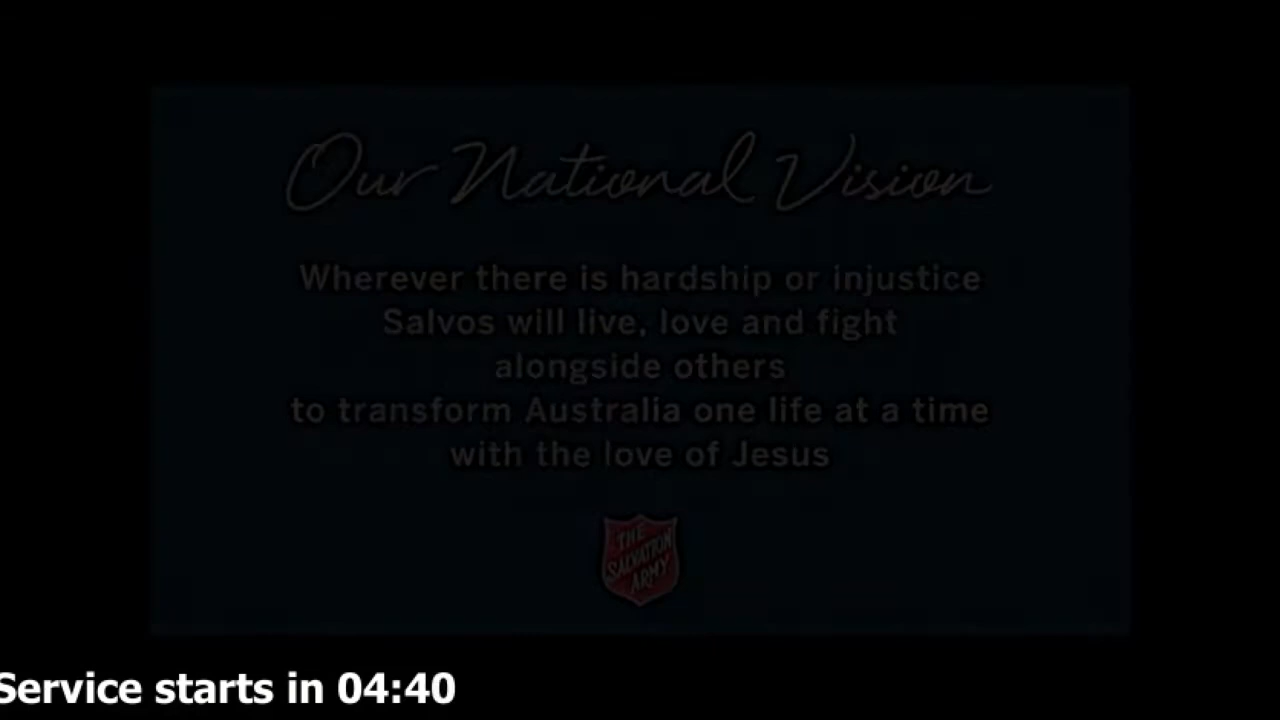 Our National Vision
Wherever there is hardship or injustice
Salvos will live, love and fight
alongside others
to transform Australia one life at a time
with the love of Jesus
THE
SALVATION
ARMY
Service starts in 04:40